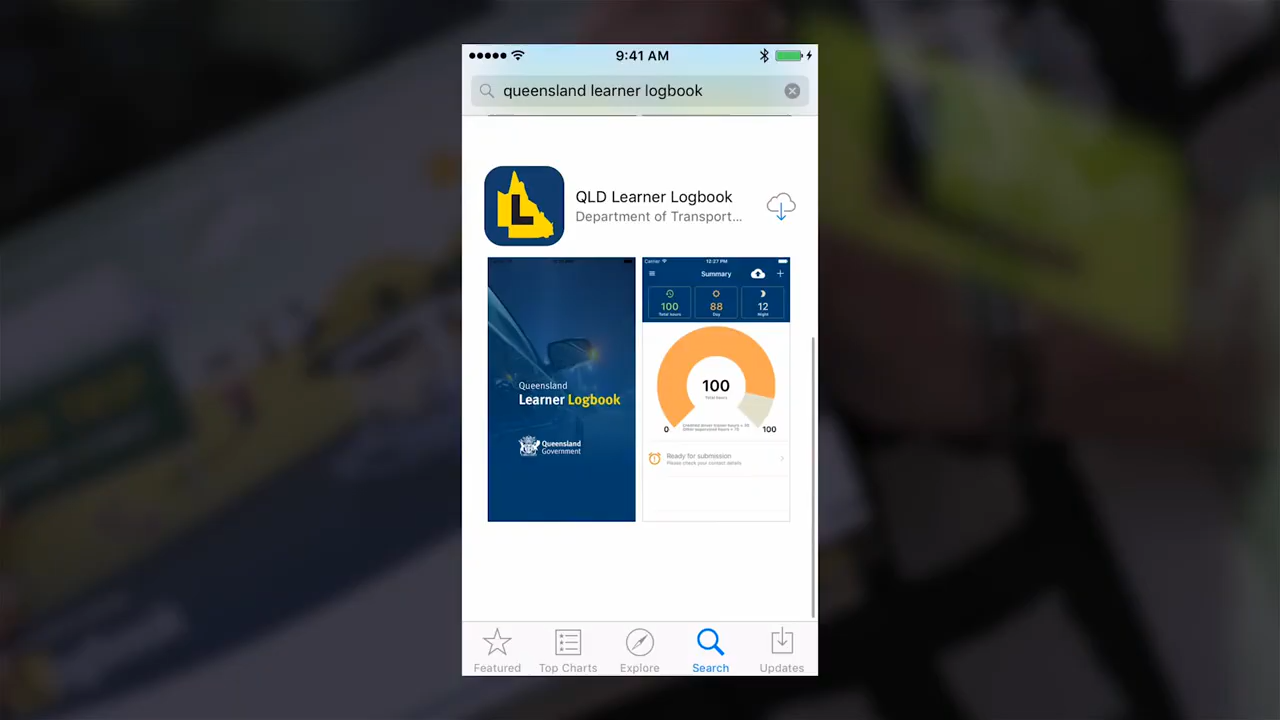 9:41 AM
queensland learner logbook
L
QLD Learner Logbook
Department of Transport...
Queensland
Learner Logbook
Queensland
Government
Carrier 12:27 PM
Summary
100 88 12
Total hours Day Night
100
Total hours
0 100
Ready for submission
Please check your contact details
Featured Top Charts Explore Search Updates